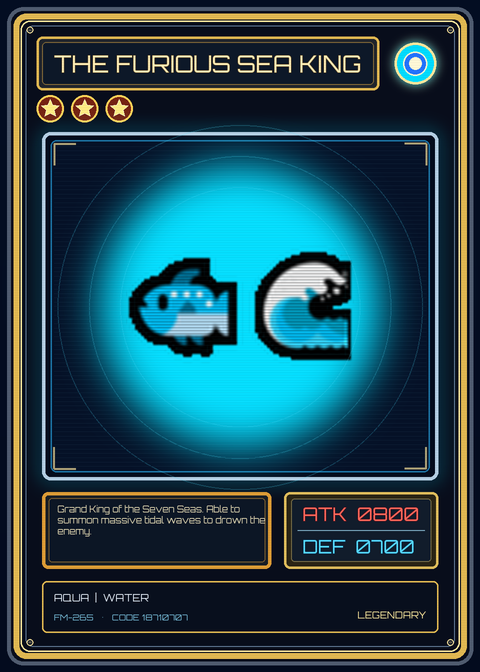 THE FURIOUS SEA KING
Grand King of the Seven Seas. Able to
summon massive tidal waves to drown the
enemy.
ATK 0800
DEF 0700
AQUA | WATER
FM-265 · CODE 18710707
LEGENDARY